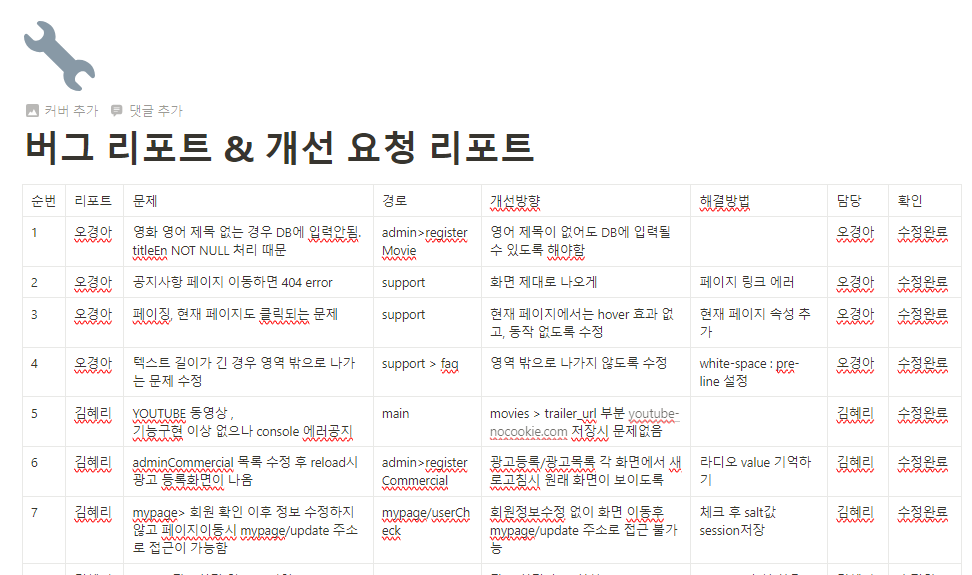 커버 추가 댓글 추가
버그 리포트 & 개선 요청 리포트
순번 리포트 문제 경로 개선방향 해결방법 담당 확인
1 오경아 영화 영어 제목 없는 경우 DB에 입력안됨. admin>register 영어 제목이 없어도 DB에 입력될 오경아 수정완료
titleEn NOT NULL 처리 때문 Movie 수 있도록 해야함
2 오경아 공지사항 페이지 이동하면 404 error support 화면 제대로 나오게 페이지 링크 에러 오경아 수정완료
3 오경아 페이징, 현재 페이지도 클릭되는 문제 support 현재 페이지에서는 hover 효과 없 현재 페이지 속성 추 오경아 수정완료
고, 동작 없도록 수정 가
4 오경아 텍스트 길이가 긴 경우 영역 밖으로 나가 support > faq 영역 밖으로 나가지 않도록 수정 white-space : pre- 오경아 수정완료
는 문제 수정 line 설정
5 김혜리 YOUTUBE 동영상 , main movies > trailer_url 부분 youtube- 김혜리 수정완료
기능구현 이상 없으나 console 에러공지 nocookie.com 저장시 문제없음
6 김혜리 adminCommercial 목록 수정 후 reload시 admin>register 광고등록/광고목록 각 화면에서 새 라디오 value 기억하 김혜리 수정완료
광고 등록화면이 나옴 Commercial 로고침시 원래 화면이 보이도록 기
7 김혜리 mypage> 회원 확인 이후 정보 수정하지 mypage/userCh 회원정보수정 없이 화면 이동후 체크 후 salt값 김혜리 수정완료
않고 페이지이동시 mypage/update 주소 eck mypage/update 주소로 접근 불가 session저장
로 접근이 가능함 능